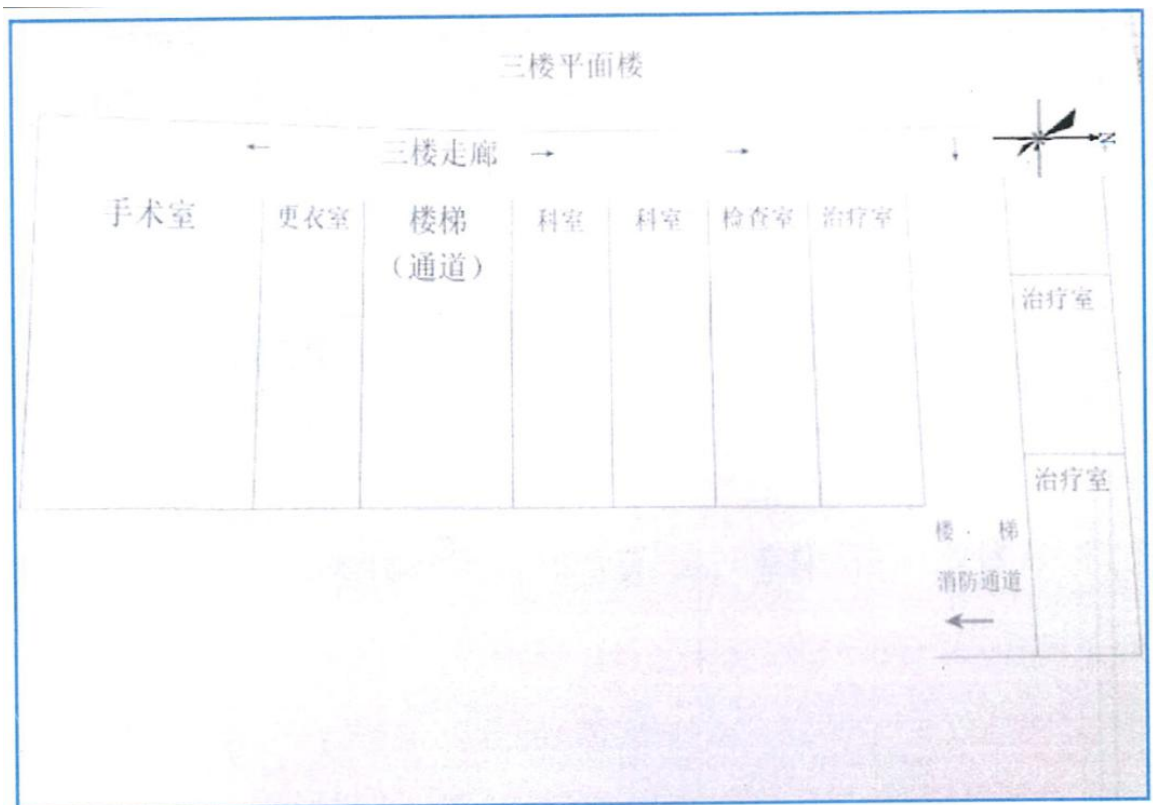 三楼平面楼
← 三楼走廊 → → ↓
N
手术室 更衣室 楼梯 科室 科室 检查室 治疗室
（通道）
治疗室
治疗室
楼 梯
消防通道
←